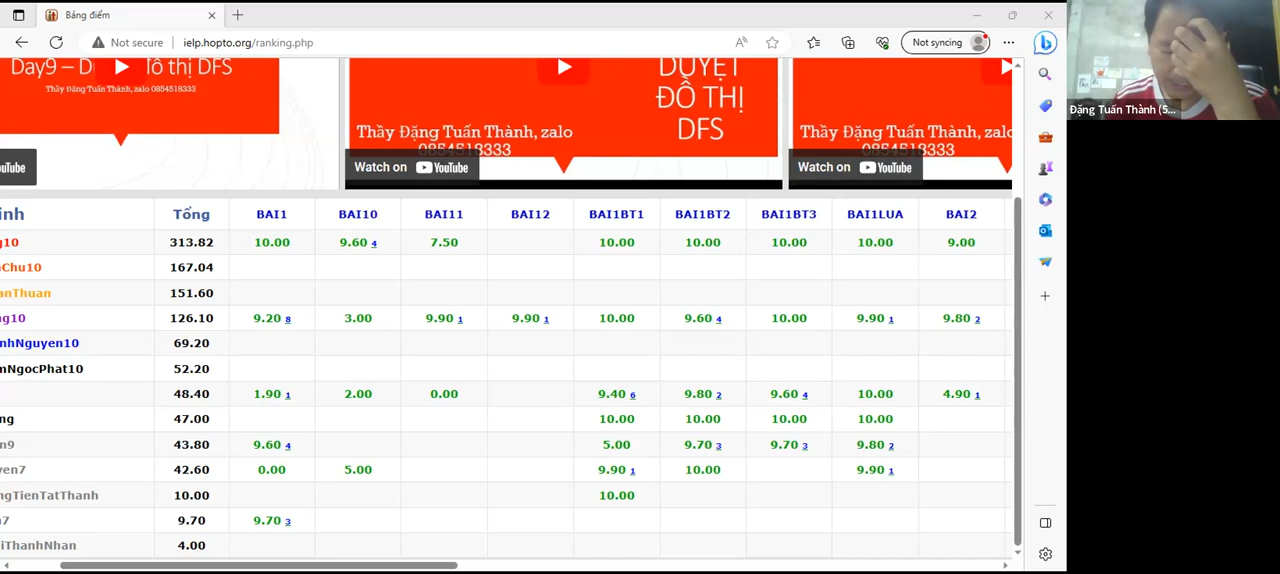 Bảng điểm
Not secure ielp.hopto.org/ranking.php Not syncing
Day9 – D đồ thị DFS
Thầy Đặng Tuấn Thành, zalo 0854518333
DUYỆT
ĐỒ THỊ
DFS
Thầy Đặng Tuấn Thành, zalo
0854518333
Thầy Đặng Tuấn Thành, zalo
0854518333
uTube
Watch on YouTube
Watch on YouTube
Đặng Tuấn Thành (5...
inh Tổng BAI1 BAI10 BAI11 BAI12 BAI1BT1 BAI1BT2 BAI1BT3 BAI1LUA BAI2
g10 313.82 10.00 9.60 4 7.50 10.00 10.00 10.00 10.00 9.00
Chu10 167.04
anThuan 151.60
ng10 126.10 9.20 8 3.00 9.90 1 9.90 1 10.00 9.60 4 10.00 9.90 1 9.80 2
nhNguyen10 69.20
mNgocPhat10 52.20
48.40 1.90 1 2.00 0.00 9.40 6 9.80 2 9.60 4 10.00 4.90 1
ng 47.00 10.00 10.00 10.00 10.00
n9 43.80 9.60 4 5.00 9.70 3 9.70 3 9.80 2
yen7 42.60 0.00 5.00 9.90 1 10.00 9.90 1
ngTienTatThanh 10.00 10.00
7 9.70 9.70 3
iThanhNhan 4.00